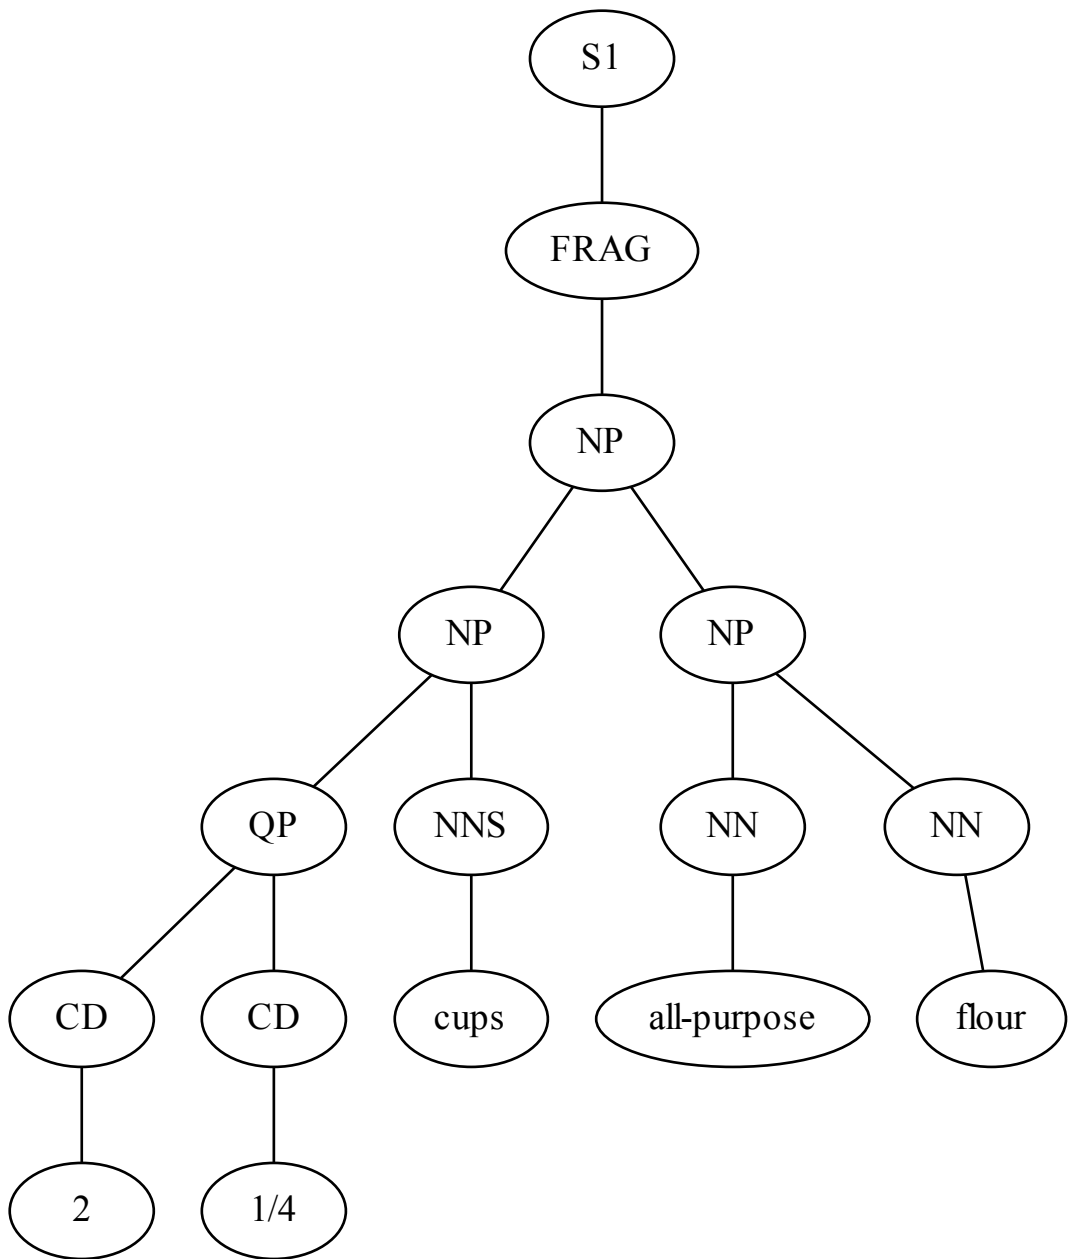 S1
FRAG
NP
NP NP
QP NNS NN NN
CD CD cups all-purpose flour
2 1/4